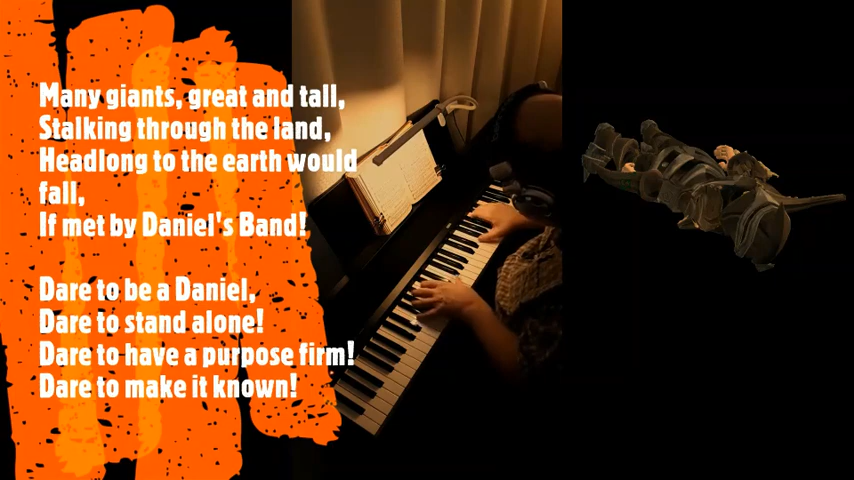 Many giants, great and tall,
Stalking through the land,
Headlong to the earth would
fall,
If met by Daniel's Band!
Dare to be a Daniel,
Dare to stand alone!
Dare to have a purpose firm!
Dare to make it known!